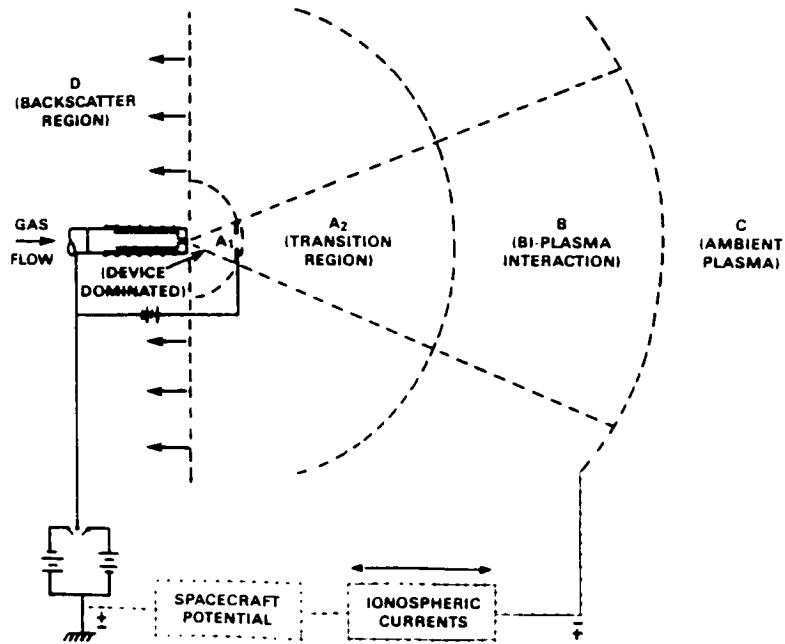 D
(BACKSCATTER
REGION)
GAS
FLOW
A1
(DEVICE
DOMINATED)
A2
(TRANSITION
REGION)
B
(BI-PLASMA
INTERACTION)
C
(AMBIENT
PLASMA)
SPACECRAFT
POTENTIAL
IONOSPHERIC
CURRENTS
±
∓